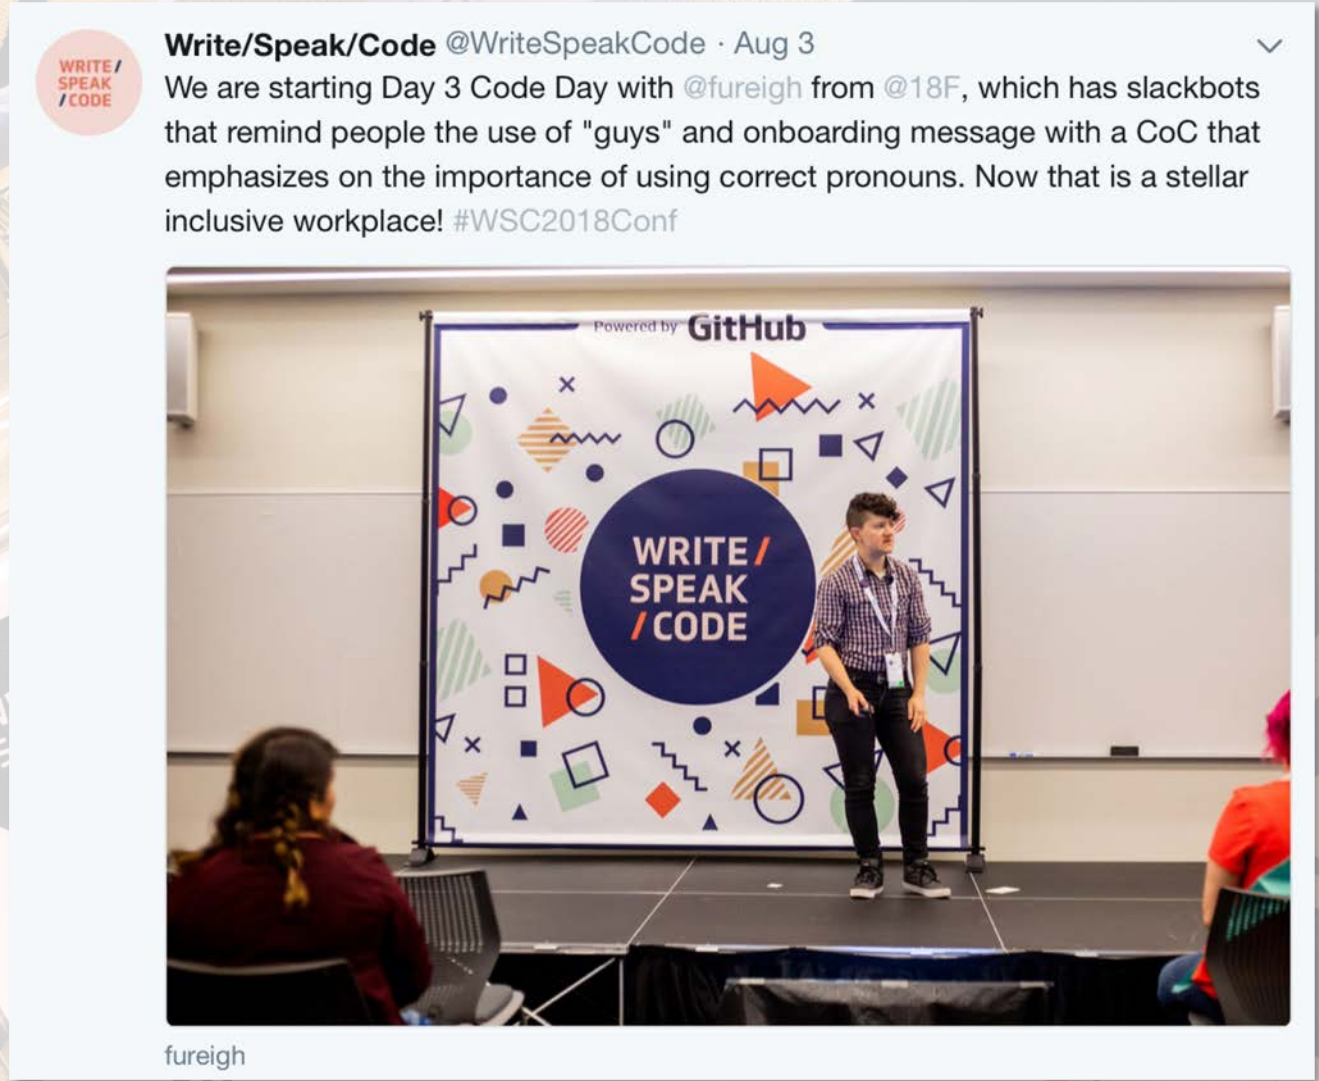 WRITE/
SPEAK
/CODE
Write/Speak/Code @WriteSpeakCode · Aug 3
We are starting Day 3 Code Day with @fureigh from @18F, which has slackbots
that remind people the use of "guys" and onboarding message with a CoC that
emphasizes on the importance of using correct pronouns. Now that is a stellar
inclusive workplace! #WSC2018Conf
Powered by GitHub
WRITE/
SPEAK
/CODE
fureigh